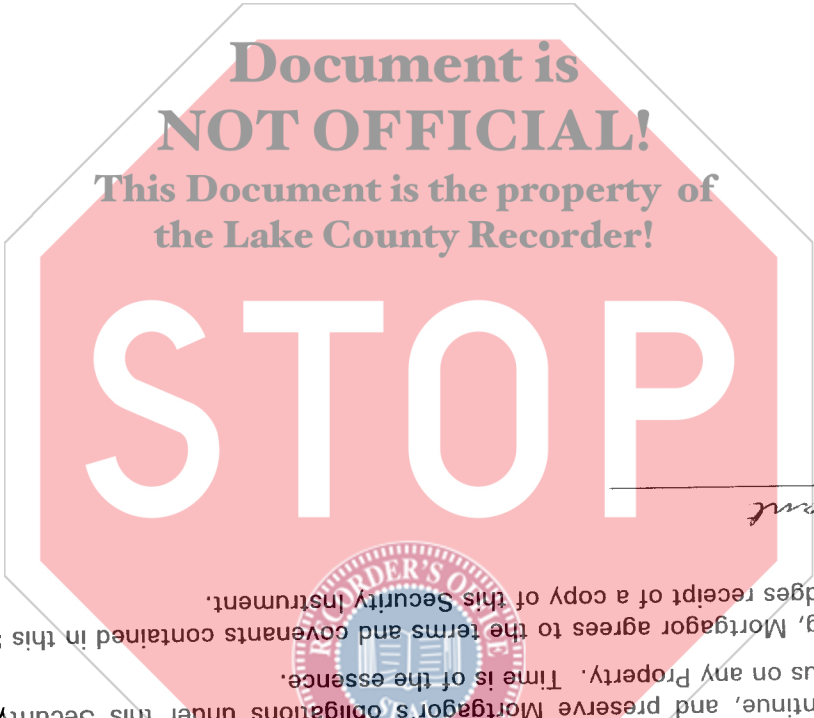 Document is
NOT OFFICIAL!
This Document is the property of
the Lake County Recorder!
STOP
RECORDER'S OFFICE
ntinue, and preserve Mortgagor's obligations under this Security
us on any Property. Time is of the essence.
g, Mortgagor agrees to the terms and covenants contained in this
dges receipt of a copy of this Security Instrument.